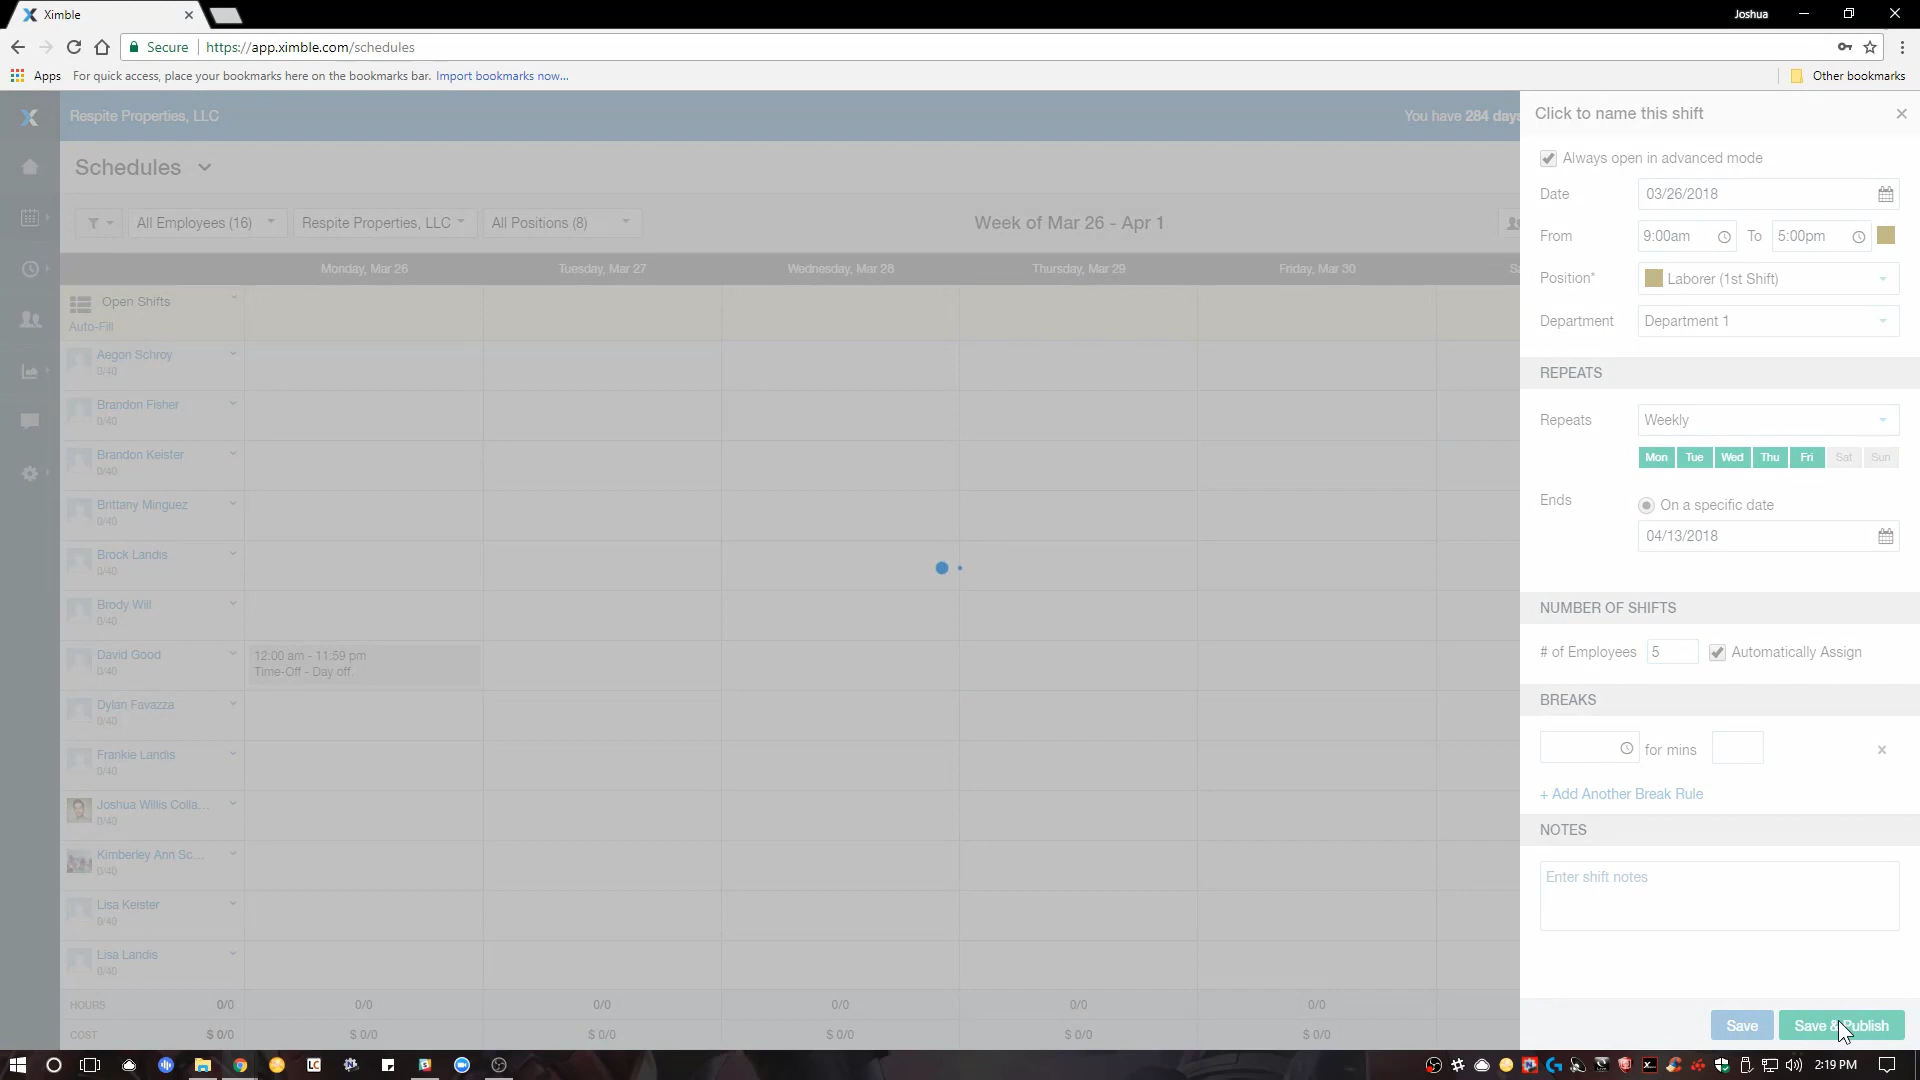 Ximble
Joshua
Secure https://app.ximble.com/schedules
Apps For quick access, place your bookmarks here on the bookmarks bar. Import bookmarks now... Other bookmarks
Respite Properties, LLC You have 284 days
Schedules
All Employees (16) Respite Properties, LLC All Positions (8) Week of Mar 26 - Apr 1
Monday, Mar 26 Tuesday, Mar 27 Wednesday, Mar 28 Thursday, Mar 29 Friday, Mar 30
Open Shifts
Auto-Fill
Aegon Schroy
0/40
Brandon Fisher
0/40
Brandon Keister
0/40
Brittany Minguez
0/40
Brock Landis
0/40
Brody Will
0/40
David Good
0/40
12:00 am - 11:59 pm
Time-Off - Day off.
Dylan Favazza
0/40
Frankie Landis
0/40
Joshua Willis Colla...
0/40
Kimberley Ann Sc...
0/40
Lisa Keister
0/40
Lisa Landis
0/40
HOURS 0/0 0/0 0/0 0/0 0/0 0/0
COST $ 0/0 $ 0/0 $ 0/0 $ 0/0 $ 0/0 $ 0/0
Click to name this shift
Always open in advanced mode
Date 03/26/2018
From 9:00am To 5:00pm
Position* Laborer (1st Shift)
Department Department 1
REPEATS
Repeats Weekly
Mon Tue Wed Thu Fri Sat Sun
Ends On a specific date
04/13/2018
NUMBER OF SHIFTS
# of Employees 5 Automatically Assign
BREAKS
for mins
+ Add Another Break Rule
NOTES
Enter shift notes
Save Save & Publish
LC
2:19 PM